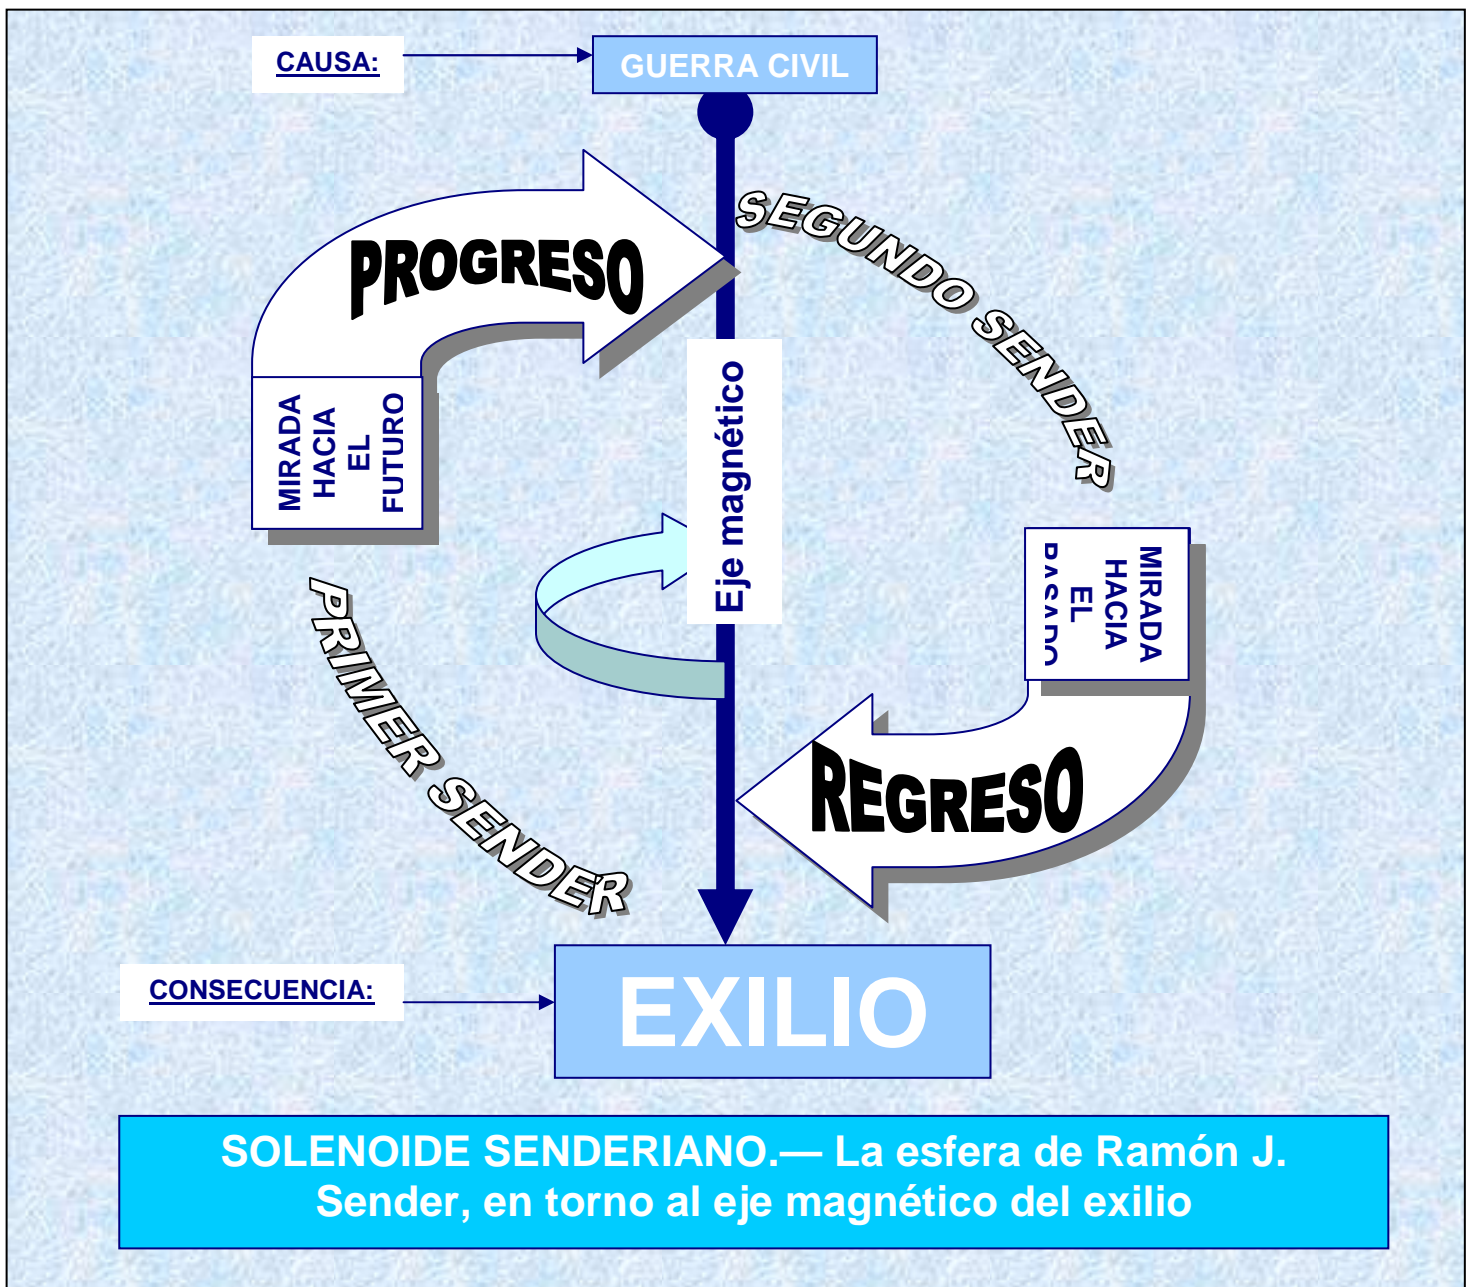 CAUSA:
GUERRA CIVIL
PROGRESO
SEGUNDO SENDER
MIRADA
HACIA
EL
FUTURO
Eje magnético
MIRADA
HACIA
EL
PASADO
PRIMER SENDER
REGRESO
CONSECUENCIA:
EXILIO
SOLENOIDE SENDERIANO.— La esfera de Ramón J.
Sender, en torno al eje magnético del exilio